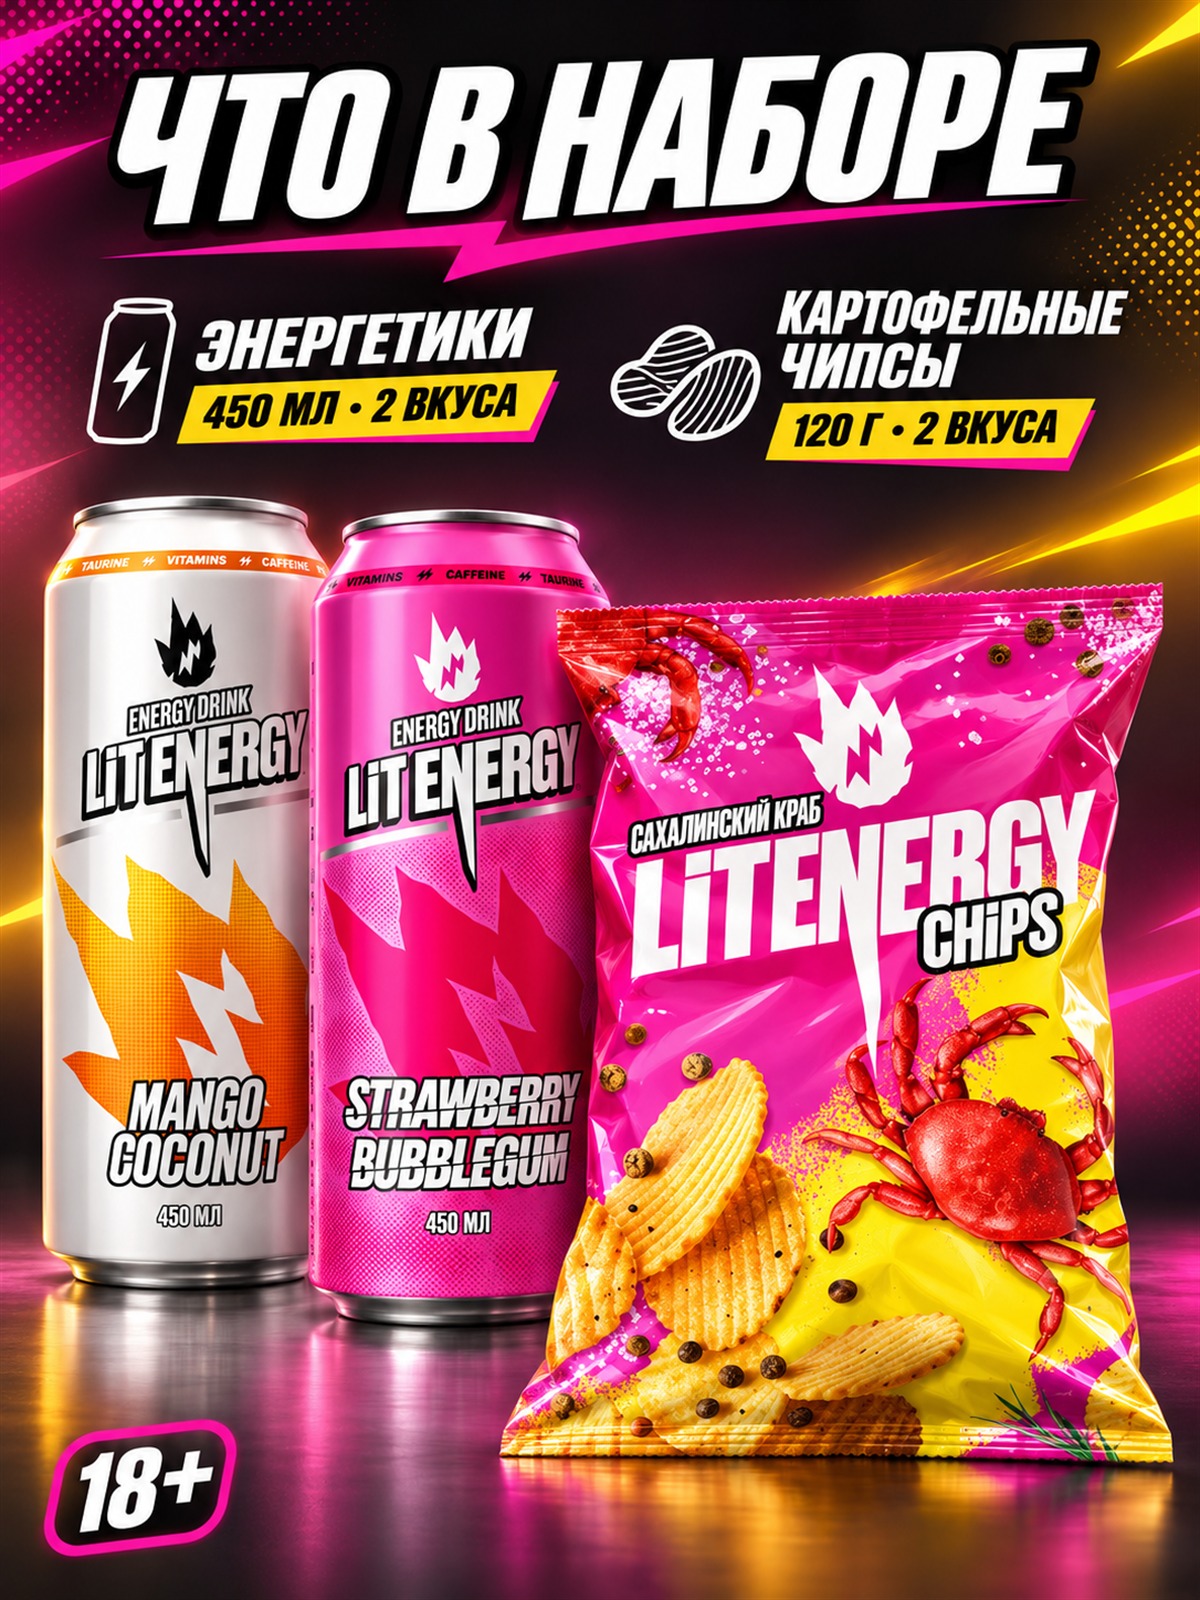 ЧТО В НАБОРЕ
ЭНЕРГЕТИКИ
450 МЛ • 2 ВКУСА
КАРТОФЕЛЬНЫЕ
ЧИПСЫ
120 Г • 2 ВКУСА
TAURINE VITAMINS CAFFEINE
ENERGY DRINK
LiT ENERGY
MANGO
COCONUT
450 МЛ
VITAMINS CAFFEINE TAURINE
ENERGY DRINK
LiT ENERGY
STRAWBERRY
BUBBLEGUM
450 МЛ
САХАЛИНСКИЙ КРАБ
LiTENERGY
CHiPS
18+